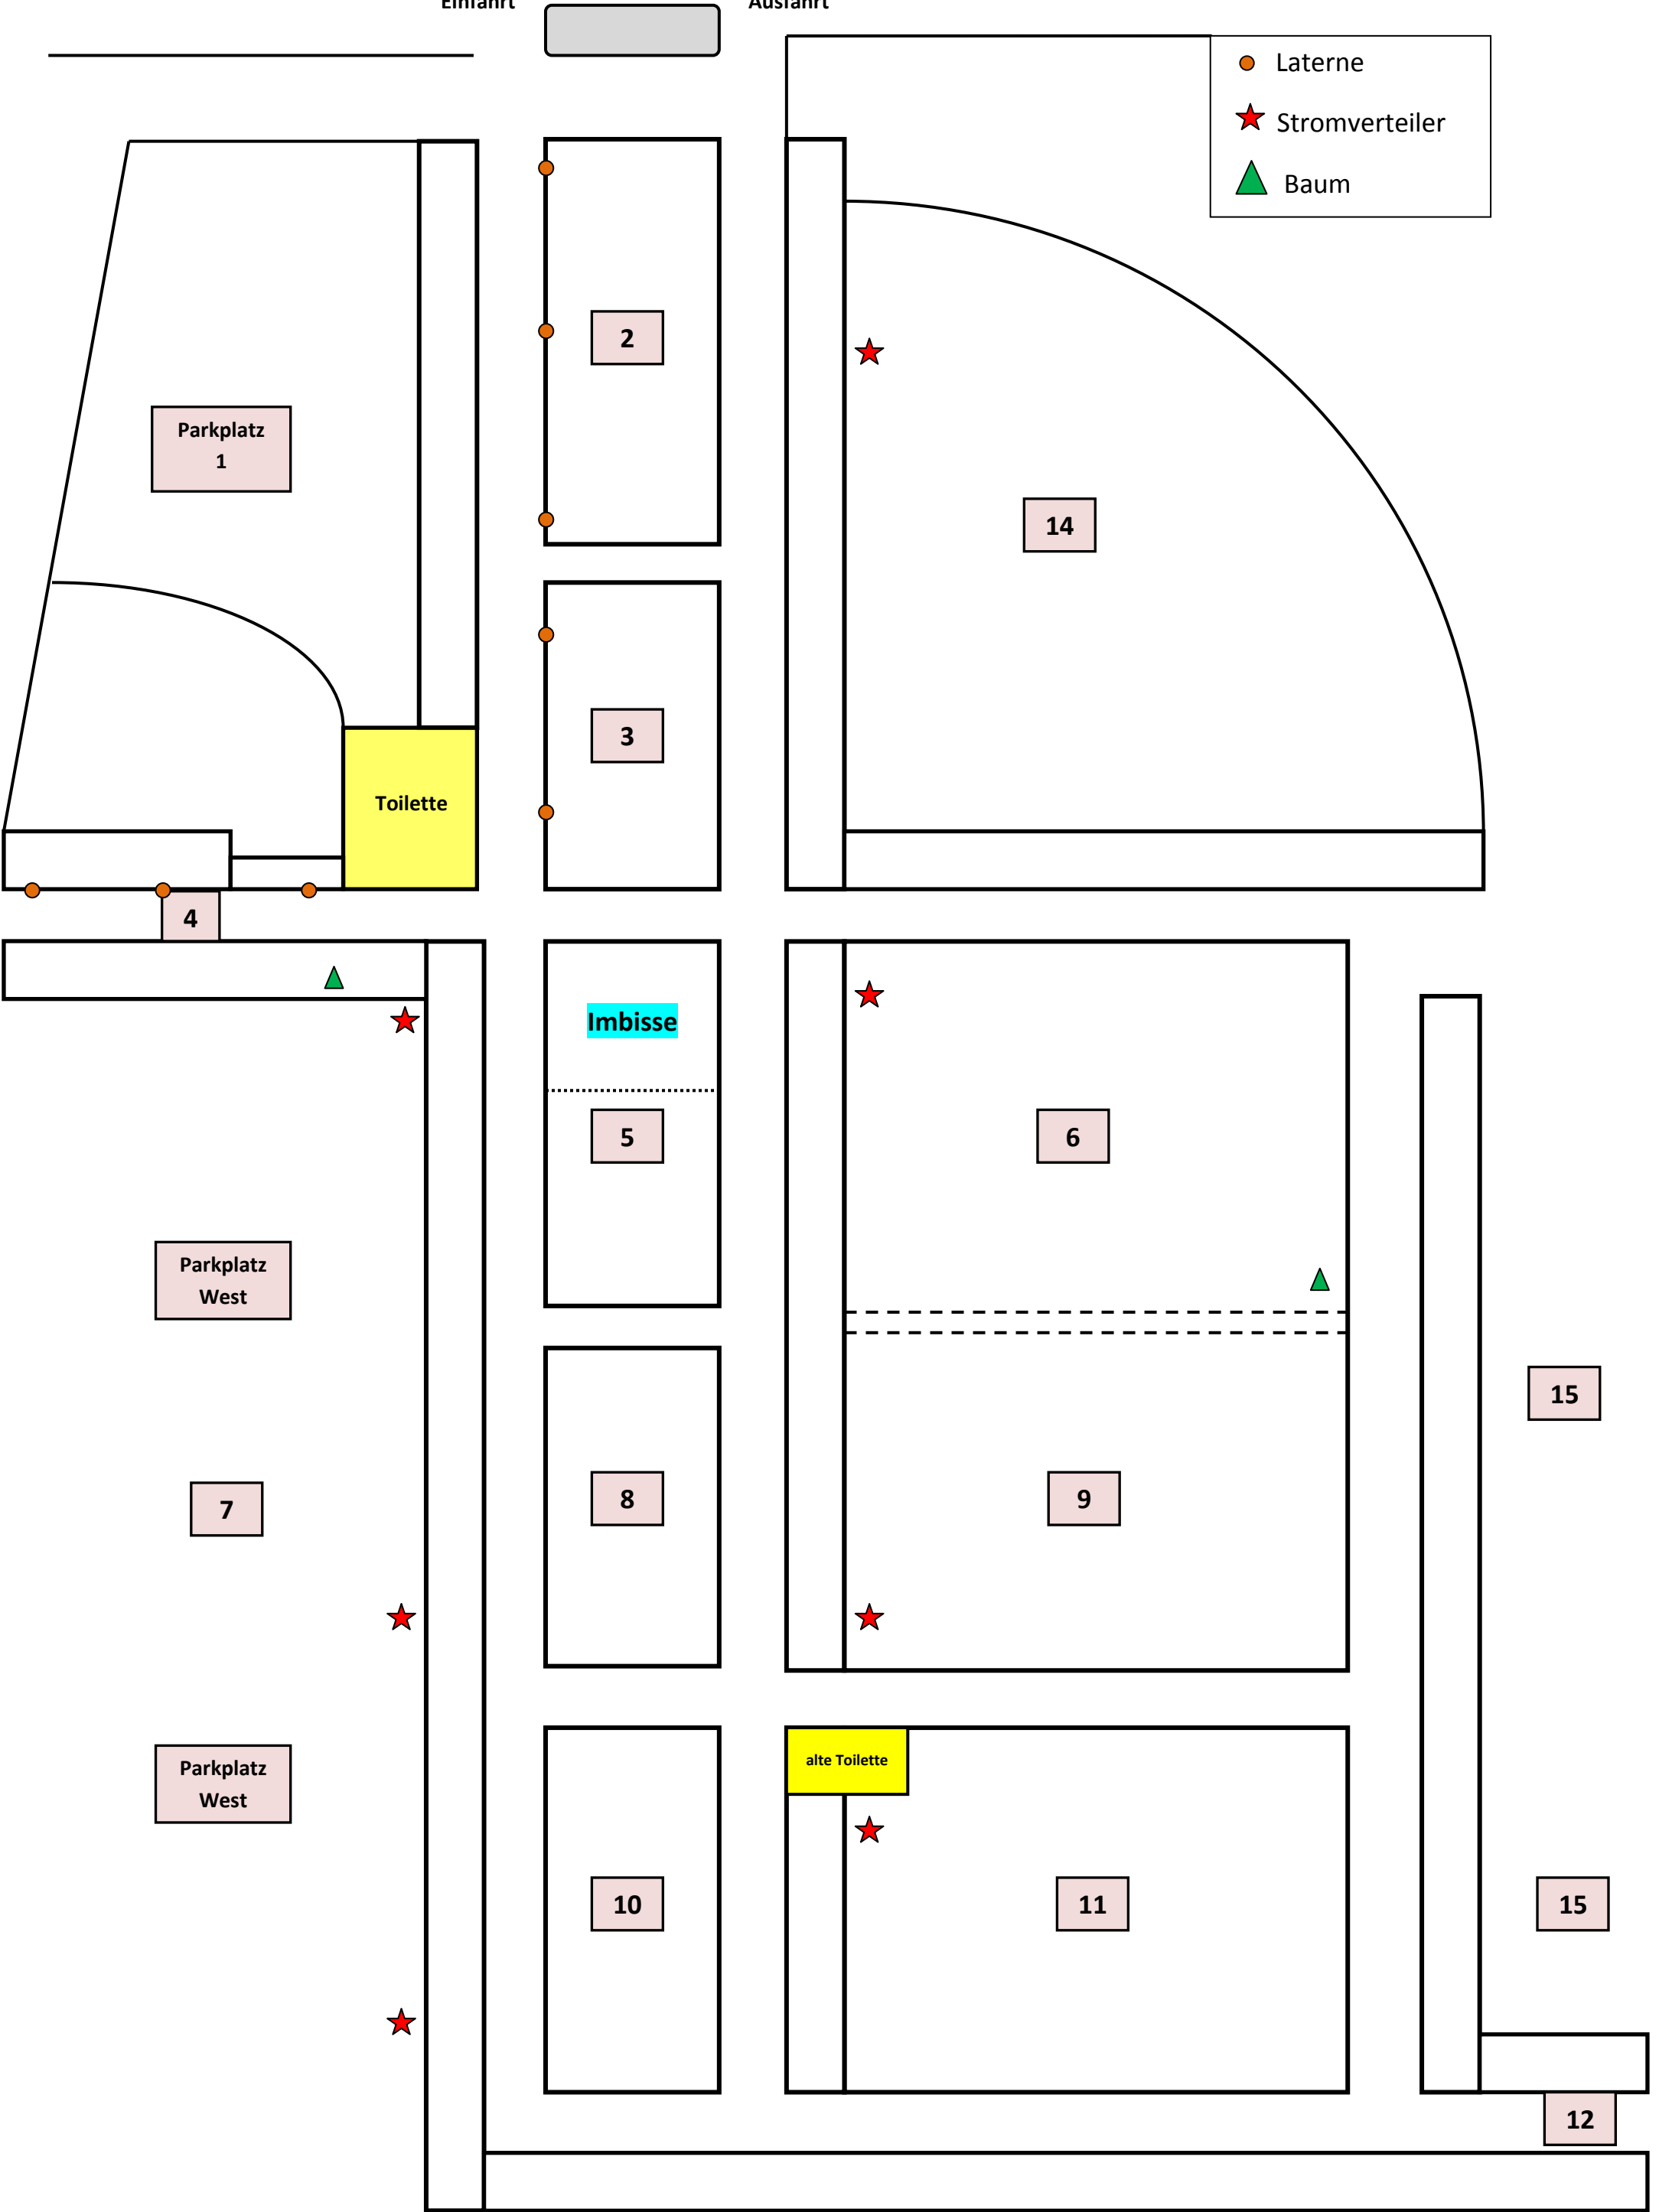 Einfahrt
Ausfahrt
Laterne
Stromverteiler
Baum
2
Parkplatz
1
14
3
Toilette
4
Imbisse
5
6
Parkplatz
West
15
7
8
9
alte Toilette
Parkplatz
West
10
11
15
12